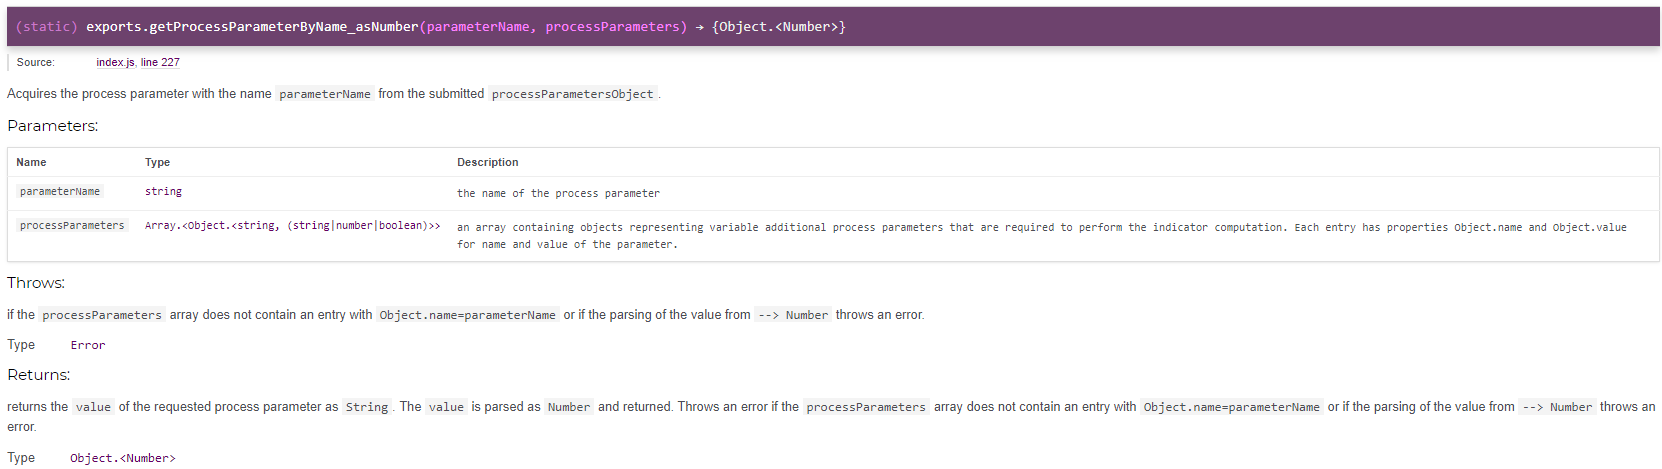 (static) exports.getProcessParameterByName_asNumber(parameterName, processParameters) → {Object.<Number>}
Source: index.js, line 227
Acquires the process parameter with the name parameterName from the submitted processParametersObject .
Parameters:
Name Type Description
parameterName string the name of the process parameter
processParameters Array.<Object.<string, (string|number|boolean)>> an array containing objects representing variable additional process parameters that are required to perform the indicator computation. Each entry has properties Object.name and Object.value
for name and value of the parameter.
Throws:
if the processParameters array does not contain an entry with Object.name=parameterName or if the parsing of the value from --> Number throws an error.
Type Error
Returns:
returns the value of the requested process parameter as String . The value is parsed as Number and returned. Throws an error if the processParameters array does not contain an entry with Object.name=parameterName or if the parsing of the value from --> Number throws an
error.
Type Object.<Number>